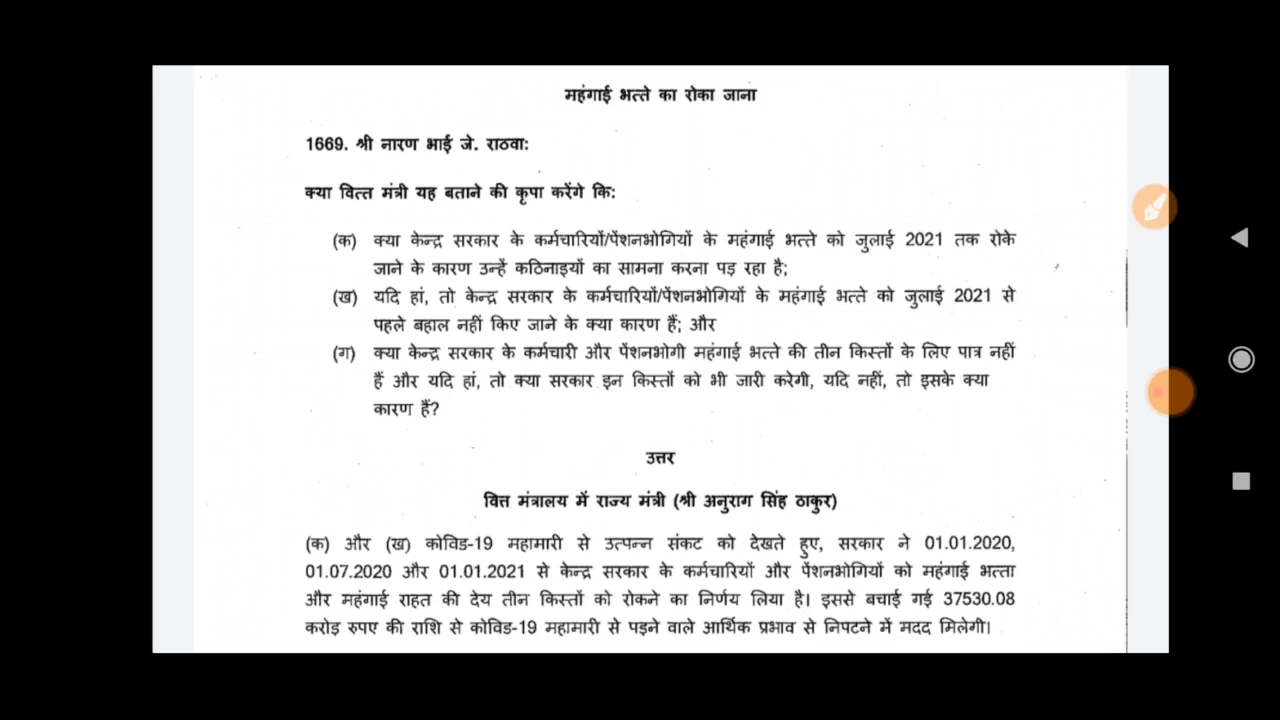 महंगाई भत्ते का रोका जाना
1669. श्री नारण भाई जे. राठवा:
क्या वित्त मंत्री यह बताने की कृपा करेंगे कि:
(क) क्या केन्द्र सरकार के कर्मचारियों/पेंशनभोगियों के महंगाई भत्ते को जुलाई 2021 तक रोके
जाने के कारण उन्हें कठिनाइयों का सामना करना पड़ रहा है;
(ख) यदि हां, तो केन्द्र सरकार के कर्मचारियों/पेंशनभोगियों के महंगाई भत्ते को जुलाई 2021 से
पहले बहाल नहीं किए जाने के क्या कारण हैं; और
(ग) क्या केन्द्र सरकार के कर्मचारी और पेंशनभोगी महंगाई भत्ते की तीन किस्तों के लिए पात्र नहीं
हैं और यदि हां, तो क्या सरकार इन किस्तों को भी जारी करेगी, यदि नहीं, तो इसके क्या
कारण हैं?
उत्तर
वित्त मंत्रालय में राज्य मंत्री (श्री अनुराग सिंह ठाकुर)
(क) और (ख) कोविड-19 महामारी से उत्पन्न संकट को देखते हुए, सरकार ने 01.01.2020,
01.07.2020 और 01.01.2021 से केन्द्र सरकार के कर्मचारियों और पेंशनभोगियों को महंगाई भत्ता
और महंगाई राहत की देय तीन किस्तों को रोकने का निर्णय लिया है। इससे बचाई गई 37530.08
करोड़ रुपए की राशि से कोविड-19 महामारी से पड़ने वाले आर्थिक प्रभाव से निपटने में मदद मिलेगी।